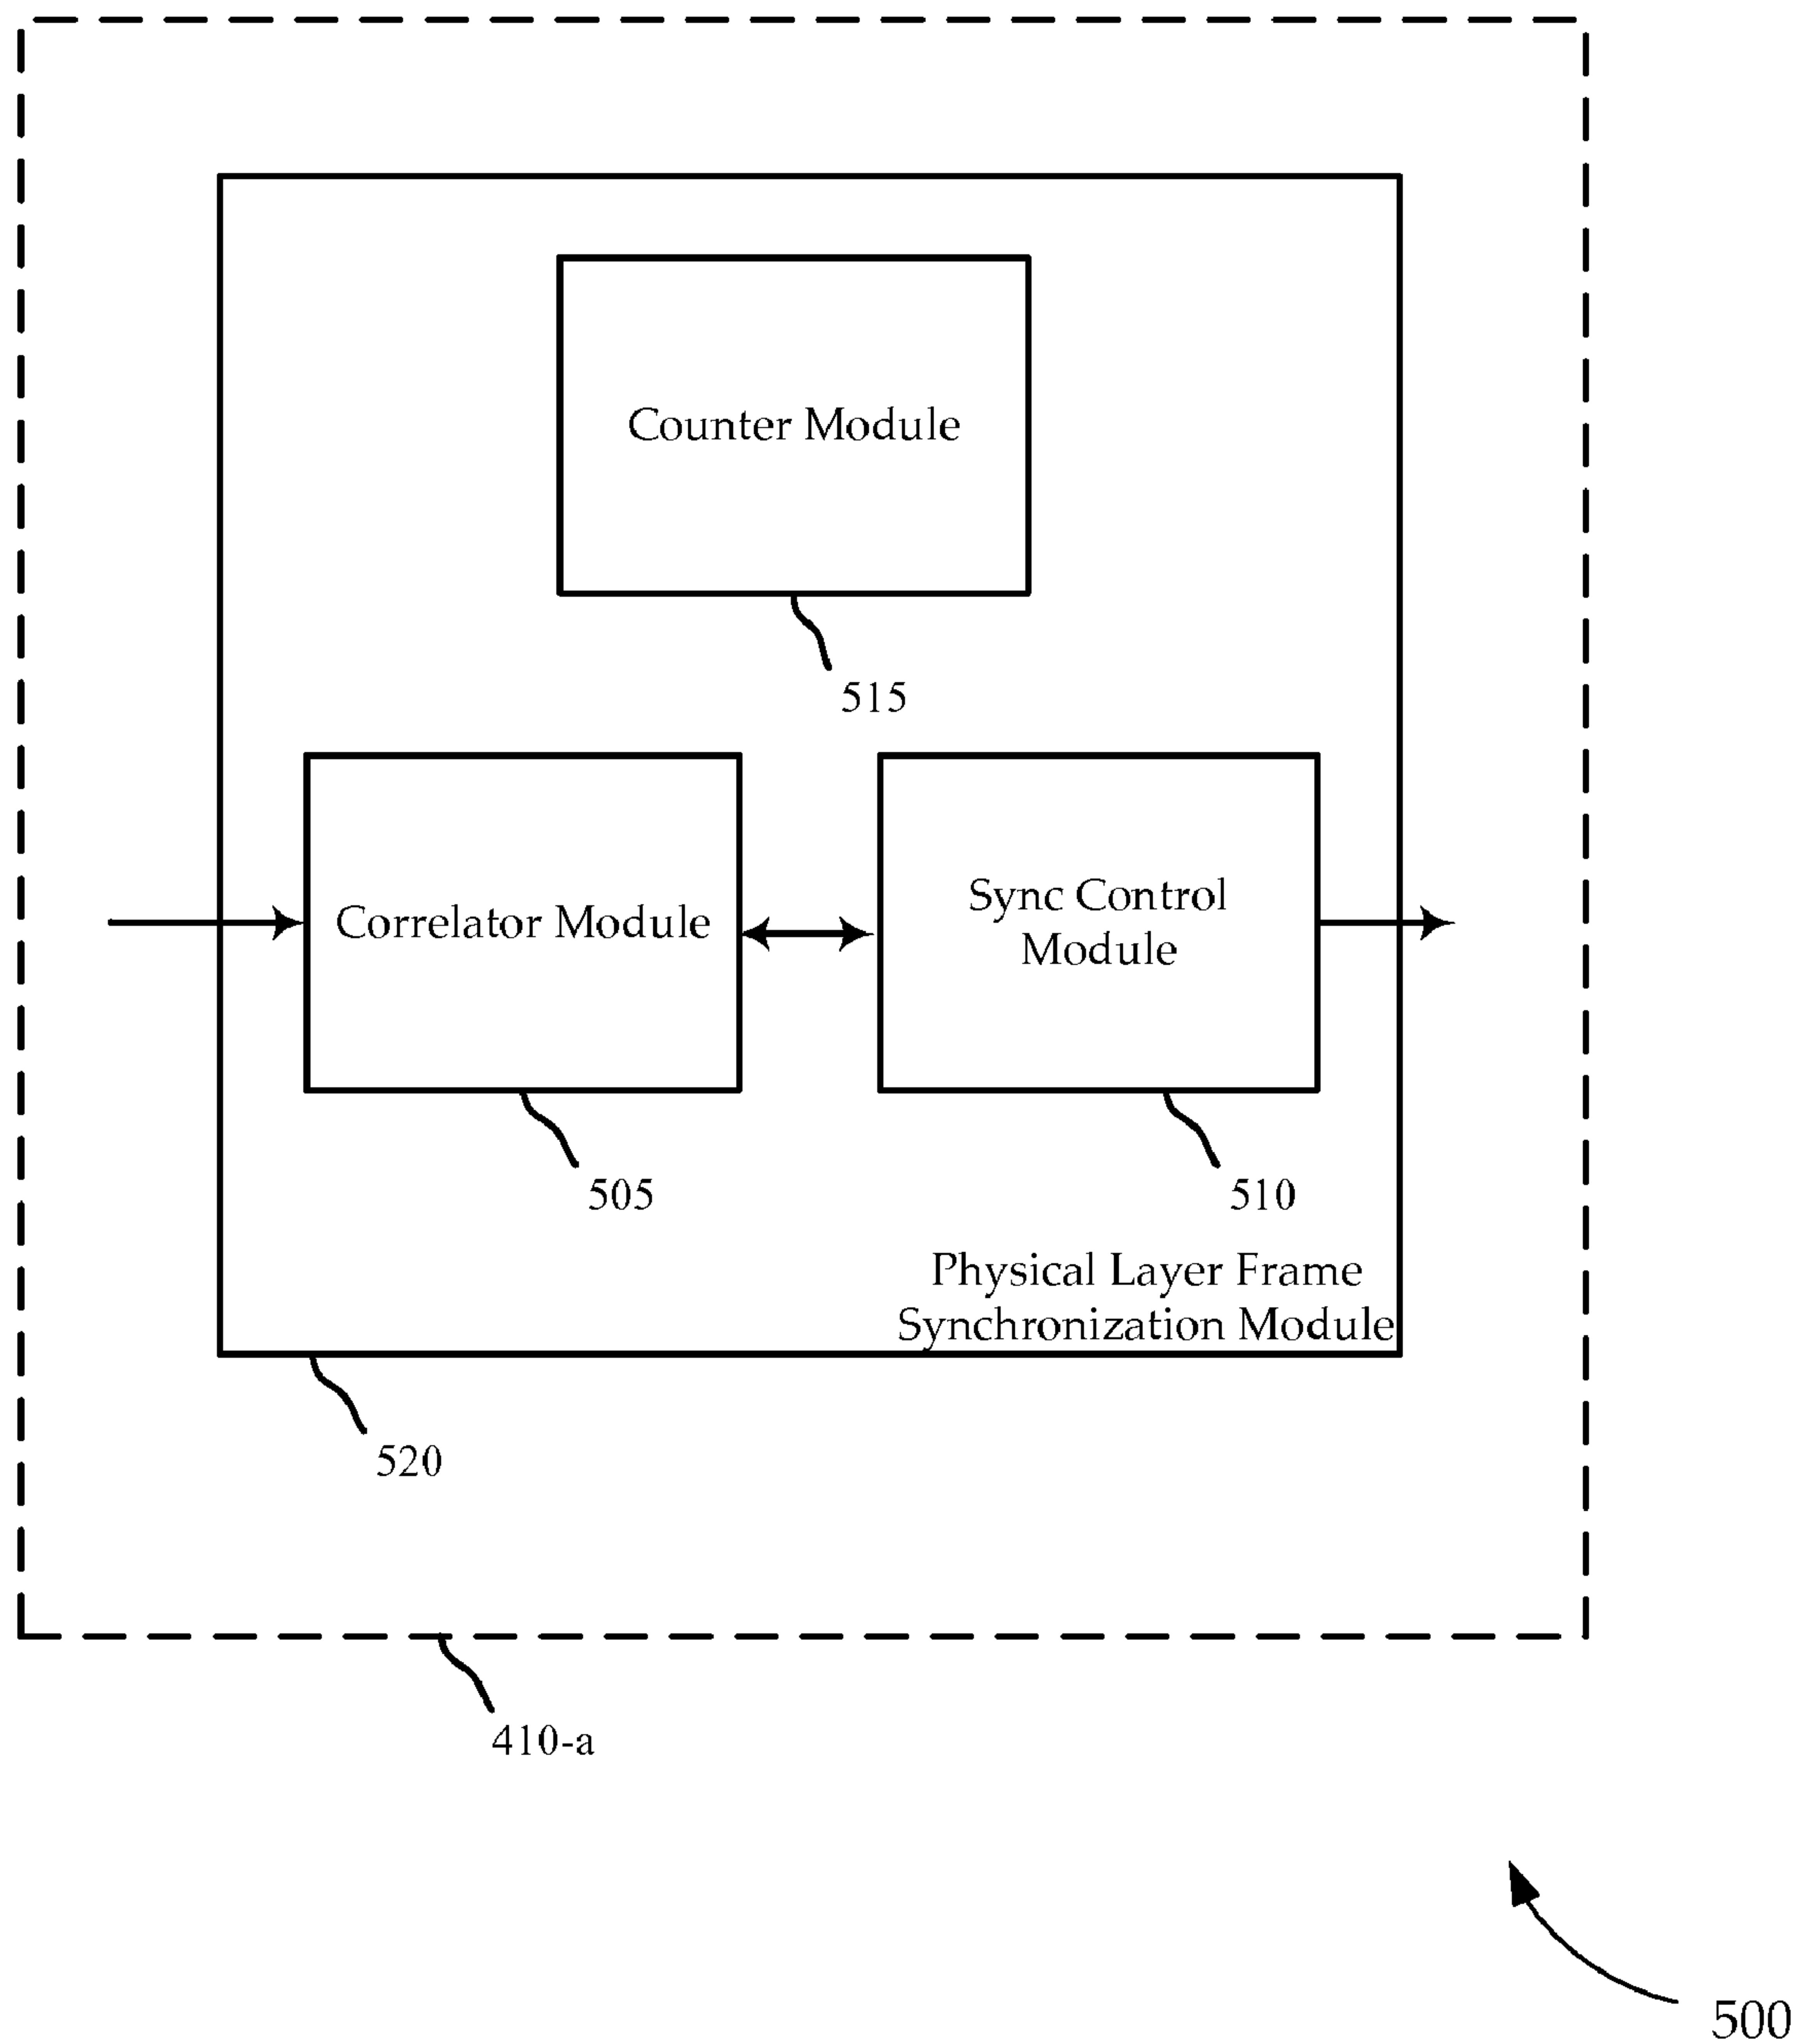 Counter Module
515
Correlator Module
Sync Control
Module
505
510
Physical Layer Frame
Synchronization Module
520
410-a
500